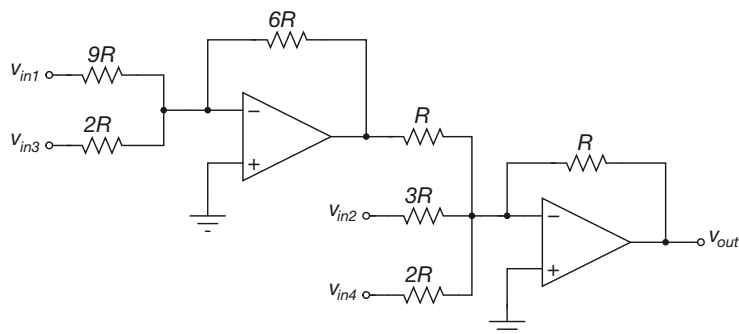 6R
9R
v_in1
2R
v_in3
−
+
R
R
3R
v_in2
−
+
v_out
2R
v_in4